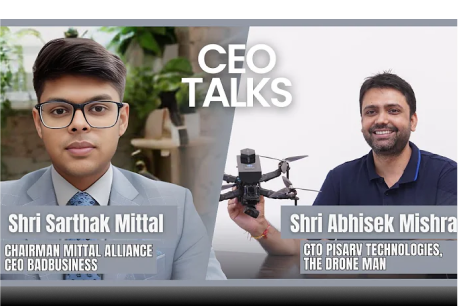 CEO
TALKS
Shri Sarthak Mittal
CHAIRMAN MITTAL ALLIANCE
CEO BADBUSINESS
Shri Abhisek Mishra
CTO PISARV TECHNOLOGIES,
THE DRONE MAN